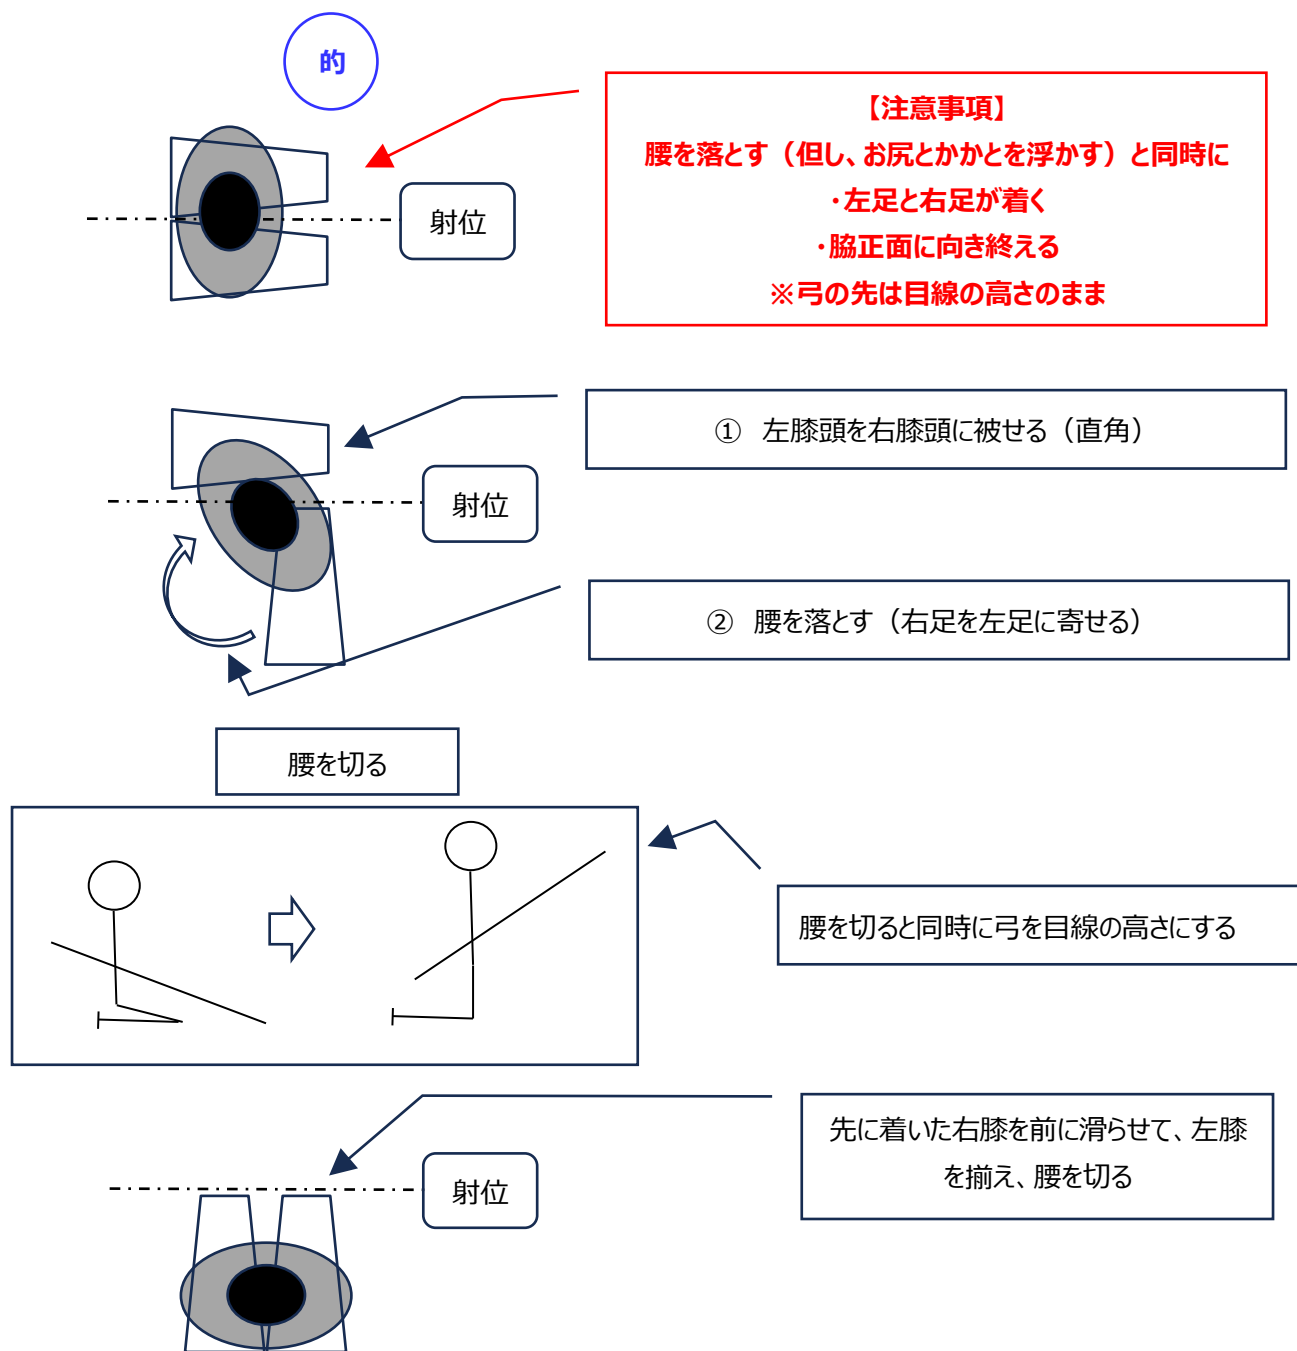 的
【注意事項】
腰を落とす（但し、お尻とかかとを浮かす）と同時に
・左足と右足が着く
・脇正面に向き終える
※弓の先は目線の高さのまま
射位
① 左膝頭を右膝頭に被せる（直角）
射位
② 腰を落とす（右足を左足に寄せる）
腰を切る
腰を切ると同時に弓を目線の高さにする
先に着いた右膝を前に滑らせて、左膝
を揃え、腰を切る
射位